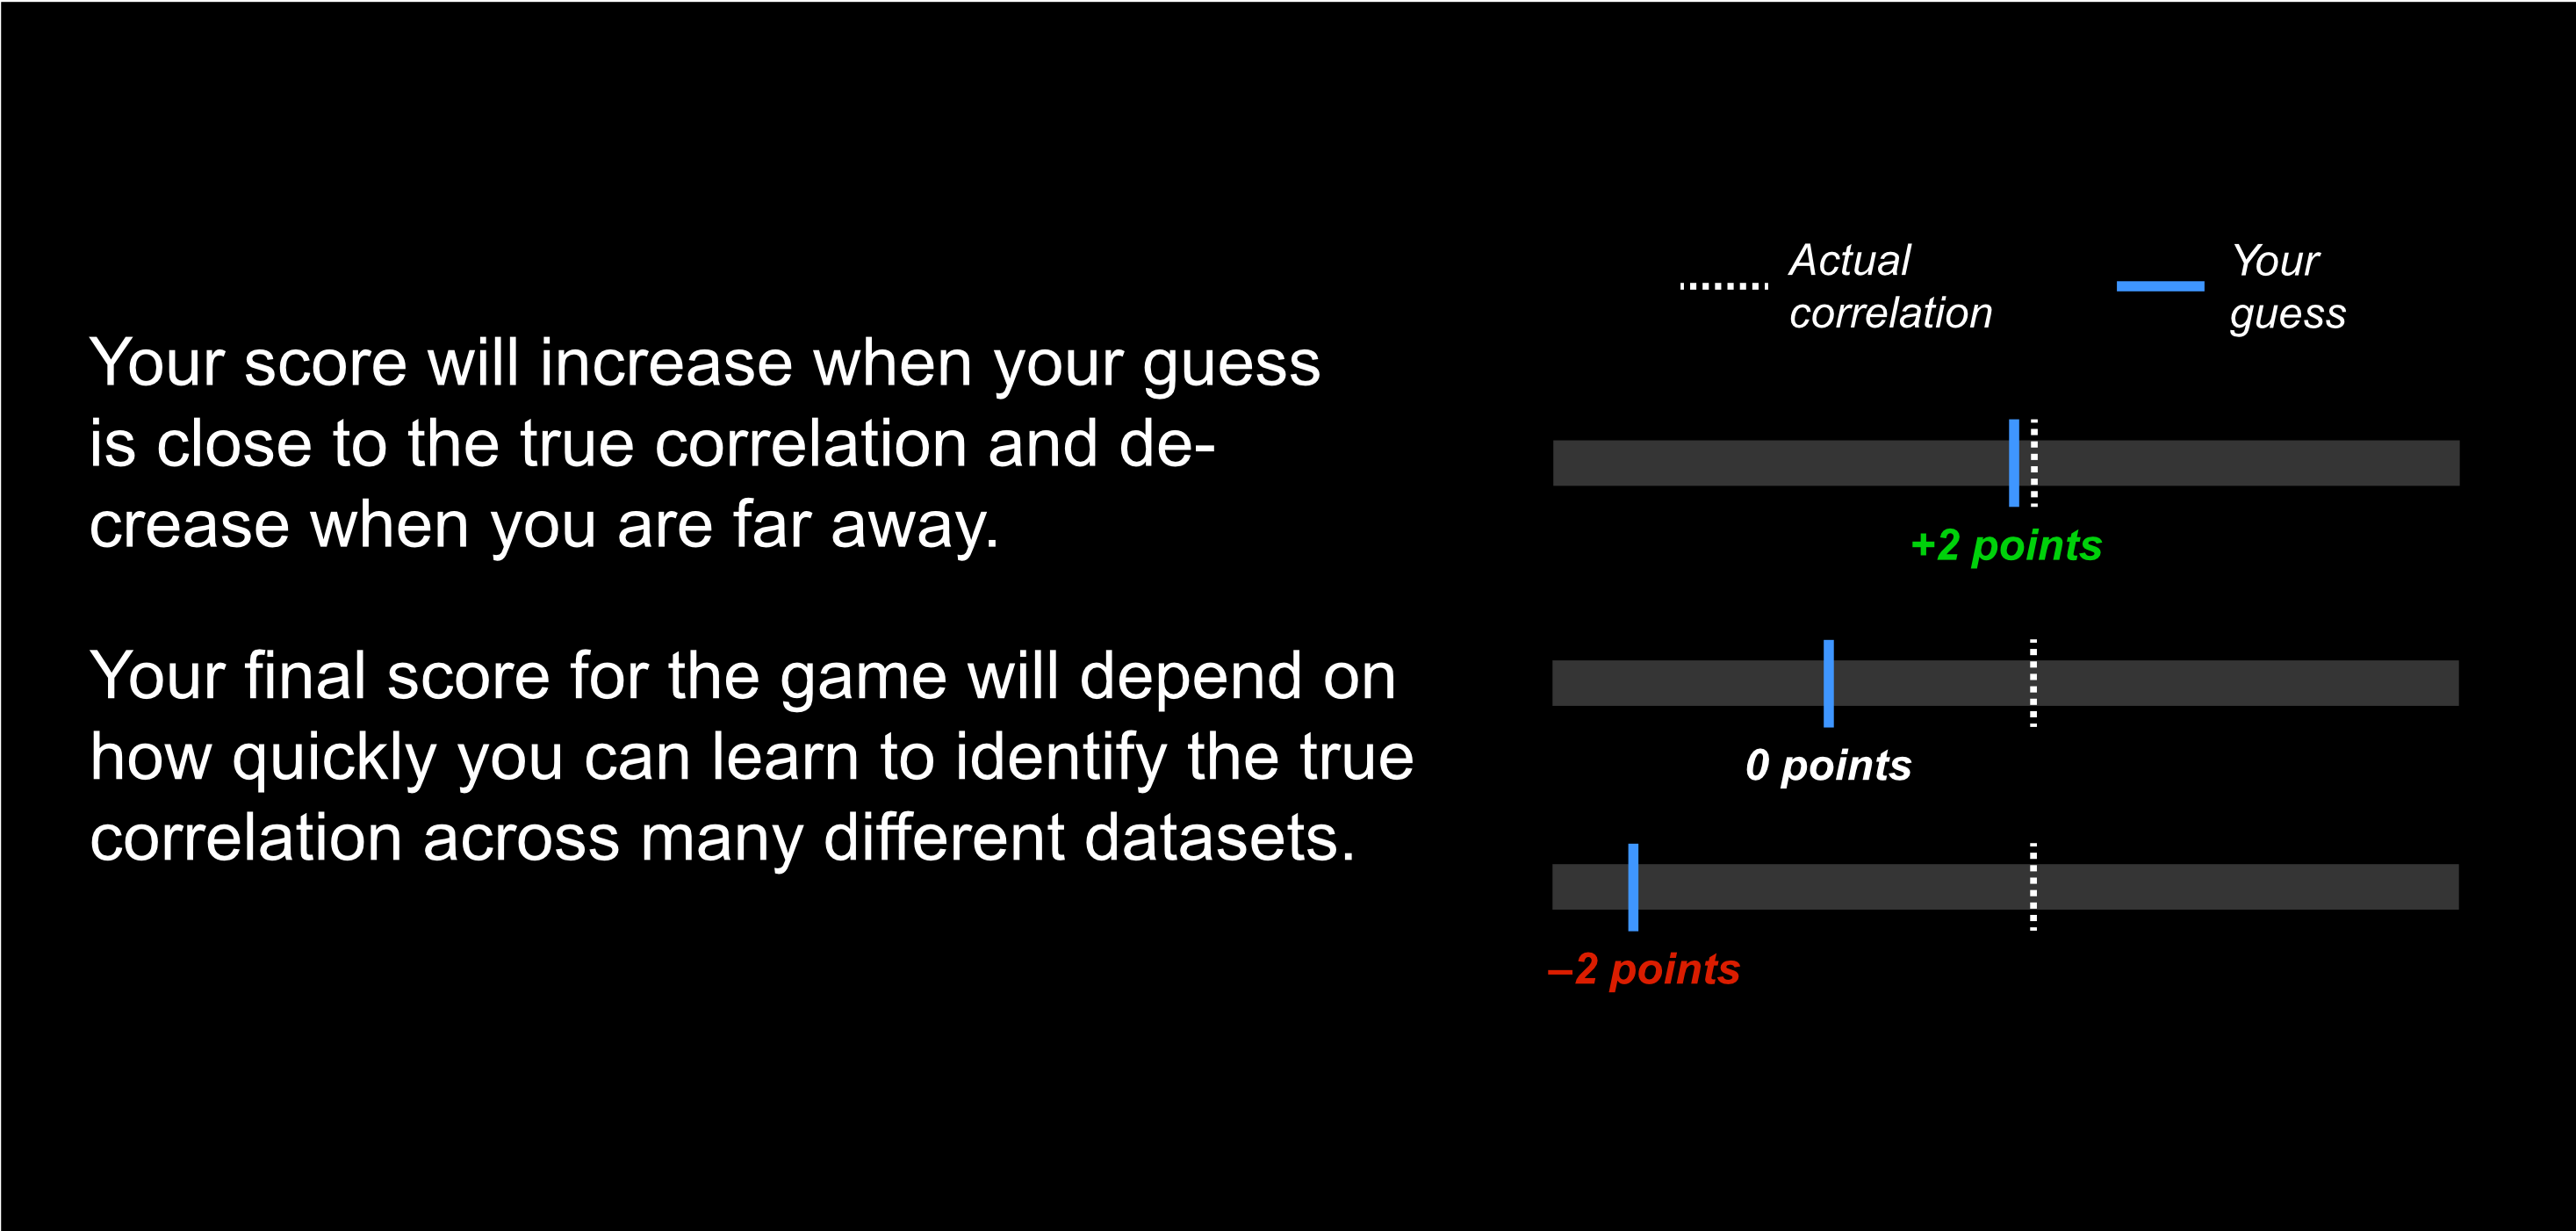 Your score will increase when your guess
is close to the true correlation and de-
crease when you are far away.
Your final score for the game will depend on
how quickly you can learn to identify the true
correlation across many different datasets.
Actual
correlation
Your
guess
+2 points
0 points
–2 points